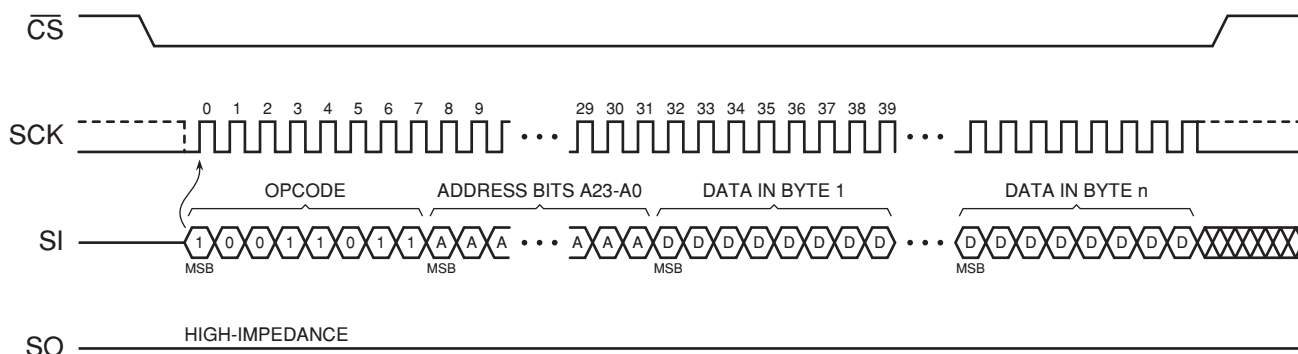 CS
SCK
0 1 2 3 4 5 6 7 8 9 29 30 31 32 33 34 35 36 37 38 39
OPCODE ADDRESS BITS A23-A0 DATA IN BYTE 1 DATA IN BYTE n
SI
1 0 0 1 1 0 1 1 A A A A A A D D D D D D D D D D D D D D D D
MSB MSB MSB MSB
HIGH-IMPEDANCE
SO